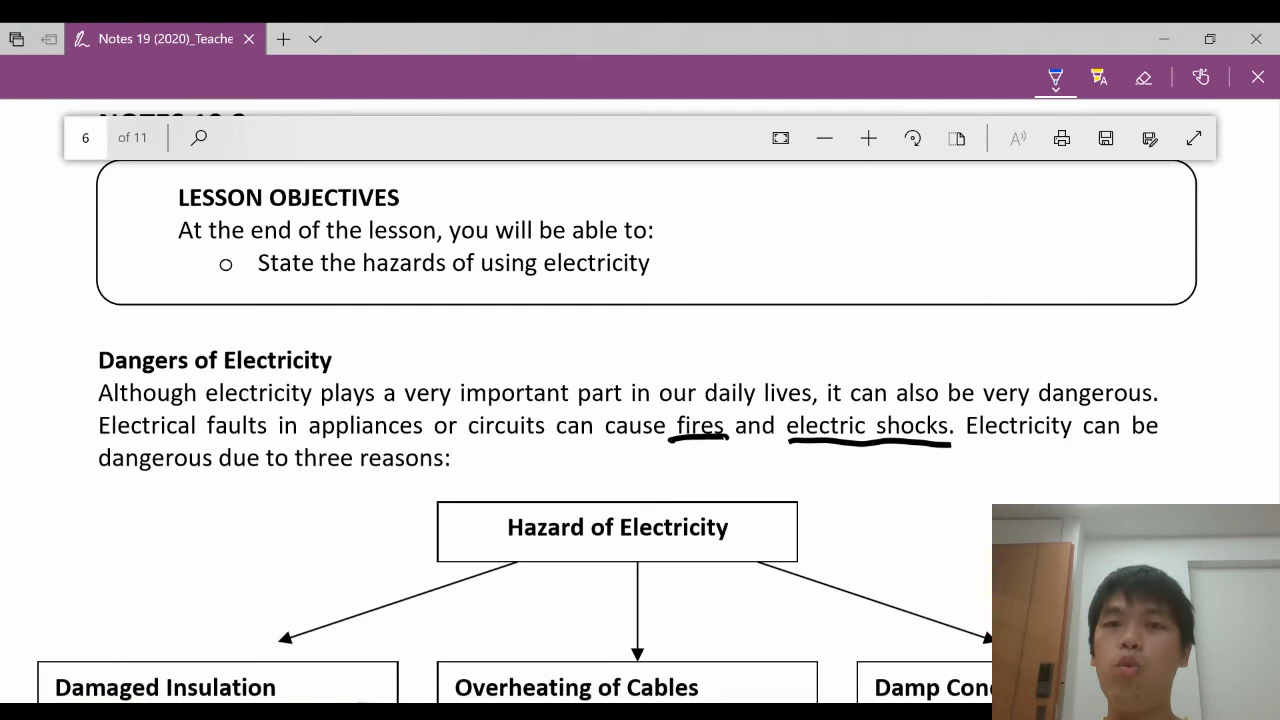 Notes 19 (2020)_Teache
6 of 11
LESSON OBJECTIVES
At the end of the lesson, you will be able to:
o State the hazards of using electricity
Dangers of Electricity
Although electricity plays a very important part in our daily lives, it can also be very dangerous.
Electrical faults in appliances or circuits can cause fires and electric shocks. Electricity can be
dangerous due to three reasons:
Hazard of Electricity
Damaged Insulation
Overheating of Cables
Damp Con